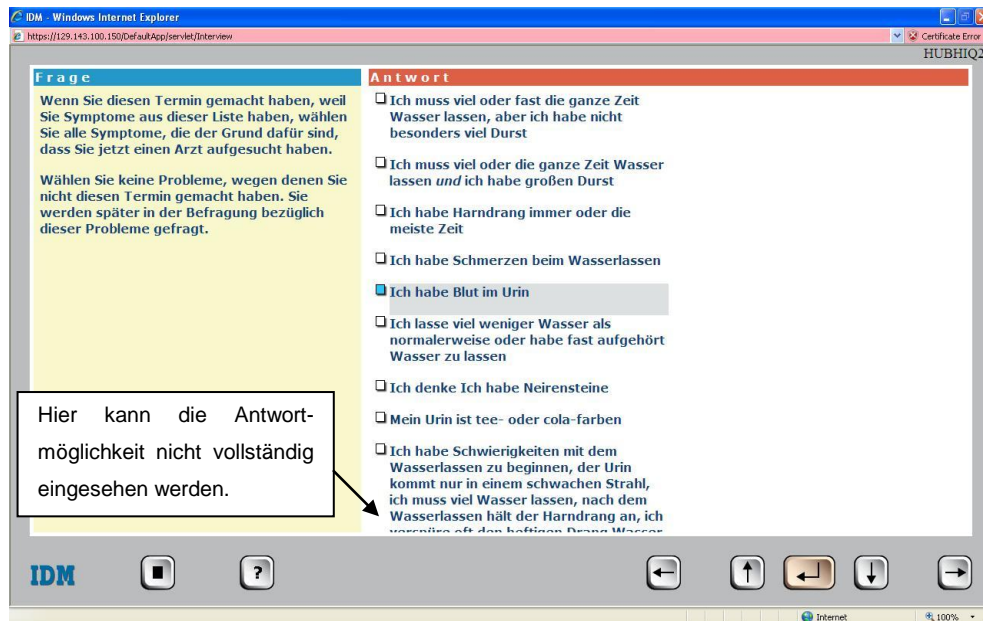 IDM - Windows Internet Explorer
https://129.143.100.150/DefaultApp/servlet/Interview
Certificate Error
HUBHIQ2
Frage
Wenn Sie diesen Termin gemacht haben, weil
Sie Symptome aus dieser Liste haben, wählen
Sie alle Symptome, die der Grund dafür sind,
dass Sie jetzt einen Arzt aufgesucht haben.
Wählen Sie keine Probleme, wegen denen Sie
nicht diesen Termin gemacht haben. Sie
werden später in der Befragung bezüglich
dieser Probleme gefragt.
Antwort
Ich muss viel oder fast die ganze Zeit
Wasser lassen, aber ich habe nicht
besonders viel Durst
Ich muss viel oder die ganze Zeit Wasser
lassen und ich habe großen Durst
Ich habe Harndrang immer oder die
meiste Zeit
Ich habe Schmerzen beim Wasserlassen
Ich habe Blut im Urin
Ich lasse viel weniger Wasser als
normalerweise oder habe fast aufgehört
Wasser zu lassen
Ich denke Ich habe Neirensteine
Mein Urin ist tee- oder cola-farben
Ich habe Schwierigkeiten mit dem
Wasserlassen zu beginnen, der Urin
kommt nur in einem schwachen Strahl,
ich muss viel Wasser lassen, nach dem
Wasserlassen hält der Harndrang an, ich
verspüre oft den heftigen Drang Wasser
Hier kann die Antwort-
möglichkeit nicht vollständig
eingesehen werden.
IDM
?
Internet
100%